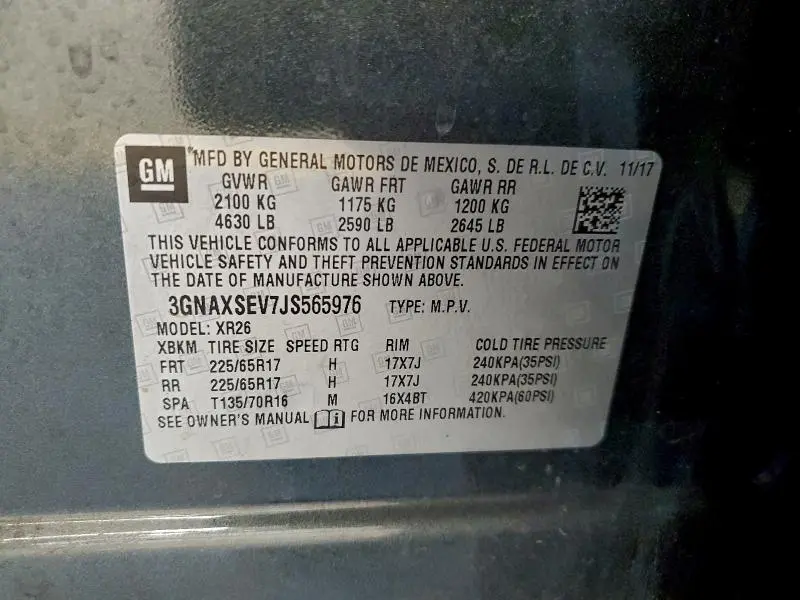 GM
*MFD BY GENERAL MOTORS DE MEXICO, S. DE R.L. DE C.V. 11/17
GVWR GAWR FRT GAWR RR
2100 KG 1175 KG 1200 KG
4630 LB 2590 LB 2645 LB
THIS VEHICLE CONFORMS TO ALL APPLICABLE U.S. FEDERAL MOTOR
VEHICLE SAFETY AND THEFT PREVENTION STANDARDS IN EFFECT ON
THE DATE OF MANUFACTURE SHOWN ABOVE.
3GNAXSEV7JS565976 TYPE: M.P.V.
MODEL: XR26
XBKM TIRE SIZE SPEED RTG RIM COLD TIRE PRESSURE
FRT 225/65R17 H 17X7J 240KPA(35PSI)
RR 225/65R17 H 17X7J 240KPA(35PSI)
SPA T135/70R16 M 16X4BT 420KPA(60PSI)
SEE OWNER'S MANUAL FOR MORE INFORMATION.